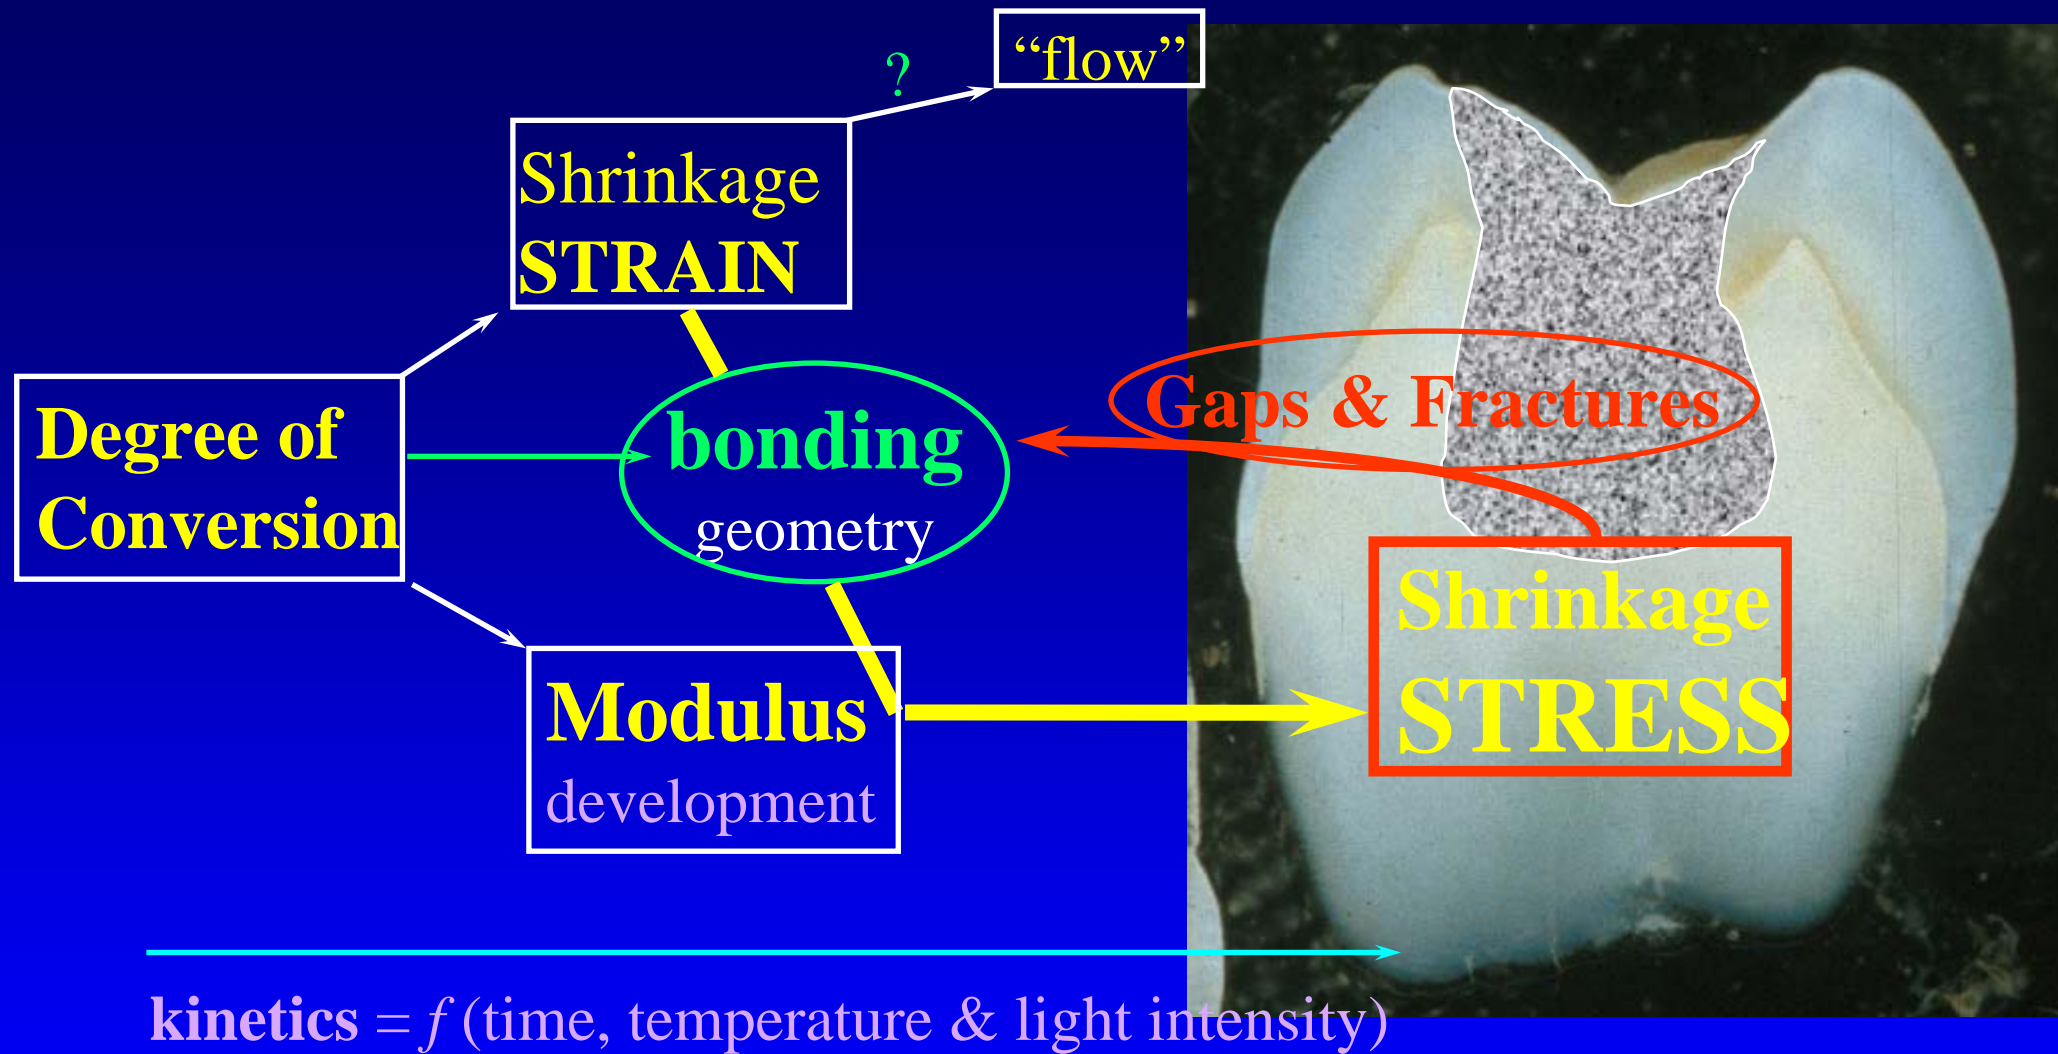 “flow”
?
Shrinkage
STRAIN
Degree of
Conversion
bonding
geometry
Gaps & Fractures
Modulus
development
Shrinkage
STRESS
kinetics = f (time, temperature & light intensity)